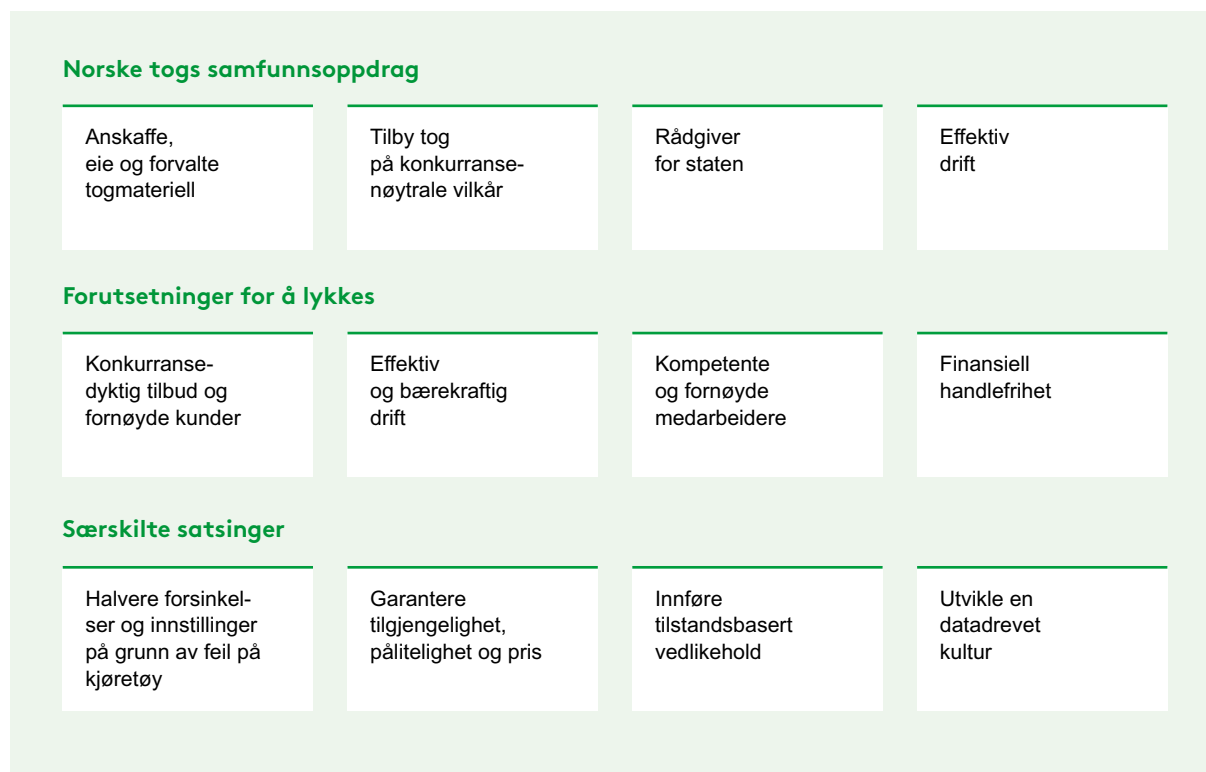 Norske togs samfunnsoppdrag
Anskaffe,
eie og forvalte
togmateriell
Tilby tog
på konkurranse-
nøytrale vilkår
Rådgiver
for staten
Effektiv
drift
Forutsetninger for å lykkes
Konkurranse-
dyktig tilbud og
fornøyde kunder
Effektiv
og bærekraftig
drift
Kompetente
og fornøyde
medarbeidere
Finansiell
handlefrihet
Særskilte satsinger
Halvere forsinkel-
ser og innstillinger
på grunn av feil på
kjøretøy
Garantere
tilgjengelighet,
pålitelighet og pris
Innføre
tilstandsbasert
vedlikehold
Utvikle en
datadrevet
kultur